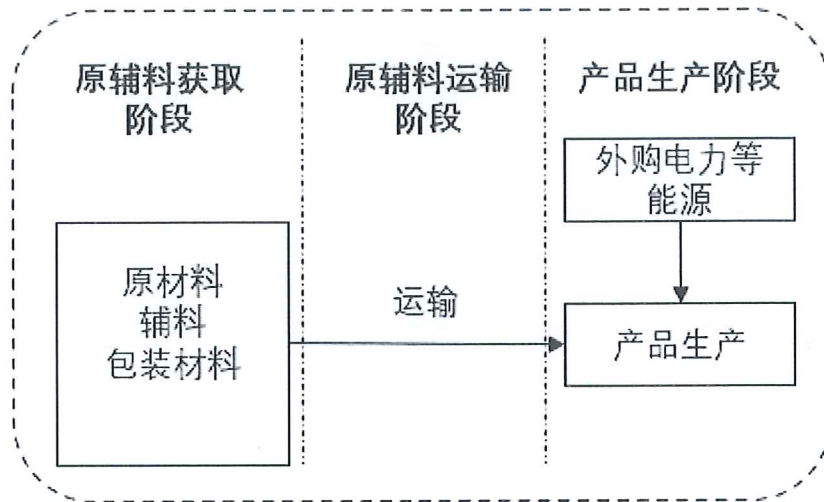 原辅料获取
阶段
原辅料运输
阶段
产品生产阶段
外购电力等
能源
原材料
辅料
包装材料
运输
产品生产